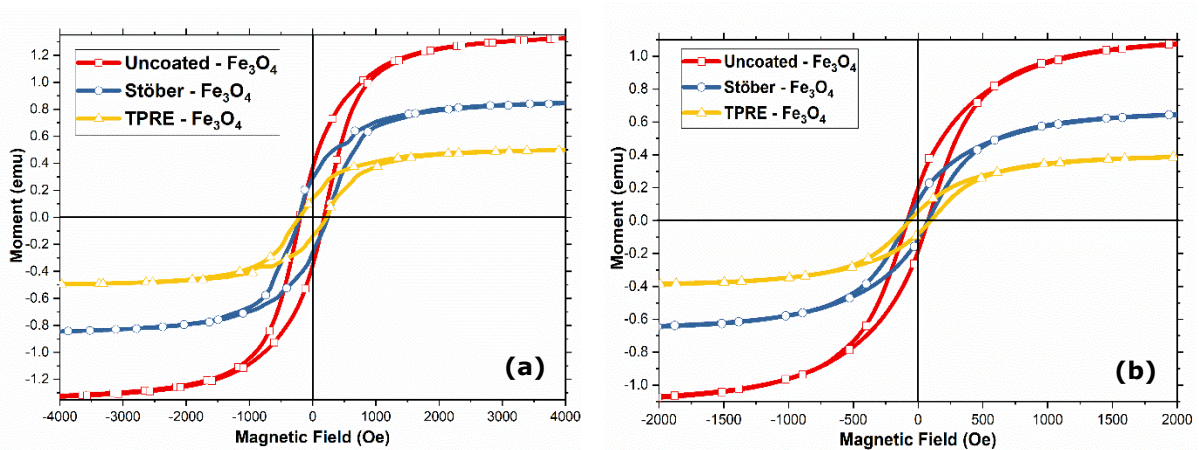 1.2
1.0
0.8
0.6
0.4
0.2
0.0
-0.2
-0.4
-0.6
-0.8
-1.0
-1.2
Moment (emu)
Uncoated - Fe₃O₄
Stöber - Fe₃O₄
TPRE - Fe₃O₄
(a)
-4000 -3000 -2000 -1000 0 1000 2000 3000 4000
Magnetic Field (Oe)
1.0
0.8
0.6
0.4
0.2
0.0
-0.2
-0.4
-0.6
-0.8
-1.0
Moment (emu)
Uncoated - Fe₃O₄
Stöber - Fe₃O₄
TPRE - Fe₃O₄
(b)
-2000 -1500 -1000 -500 0 500 1000 1500 2000
Magnetic Field (Oe)